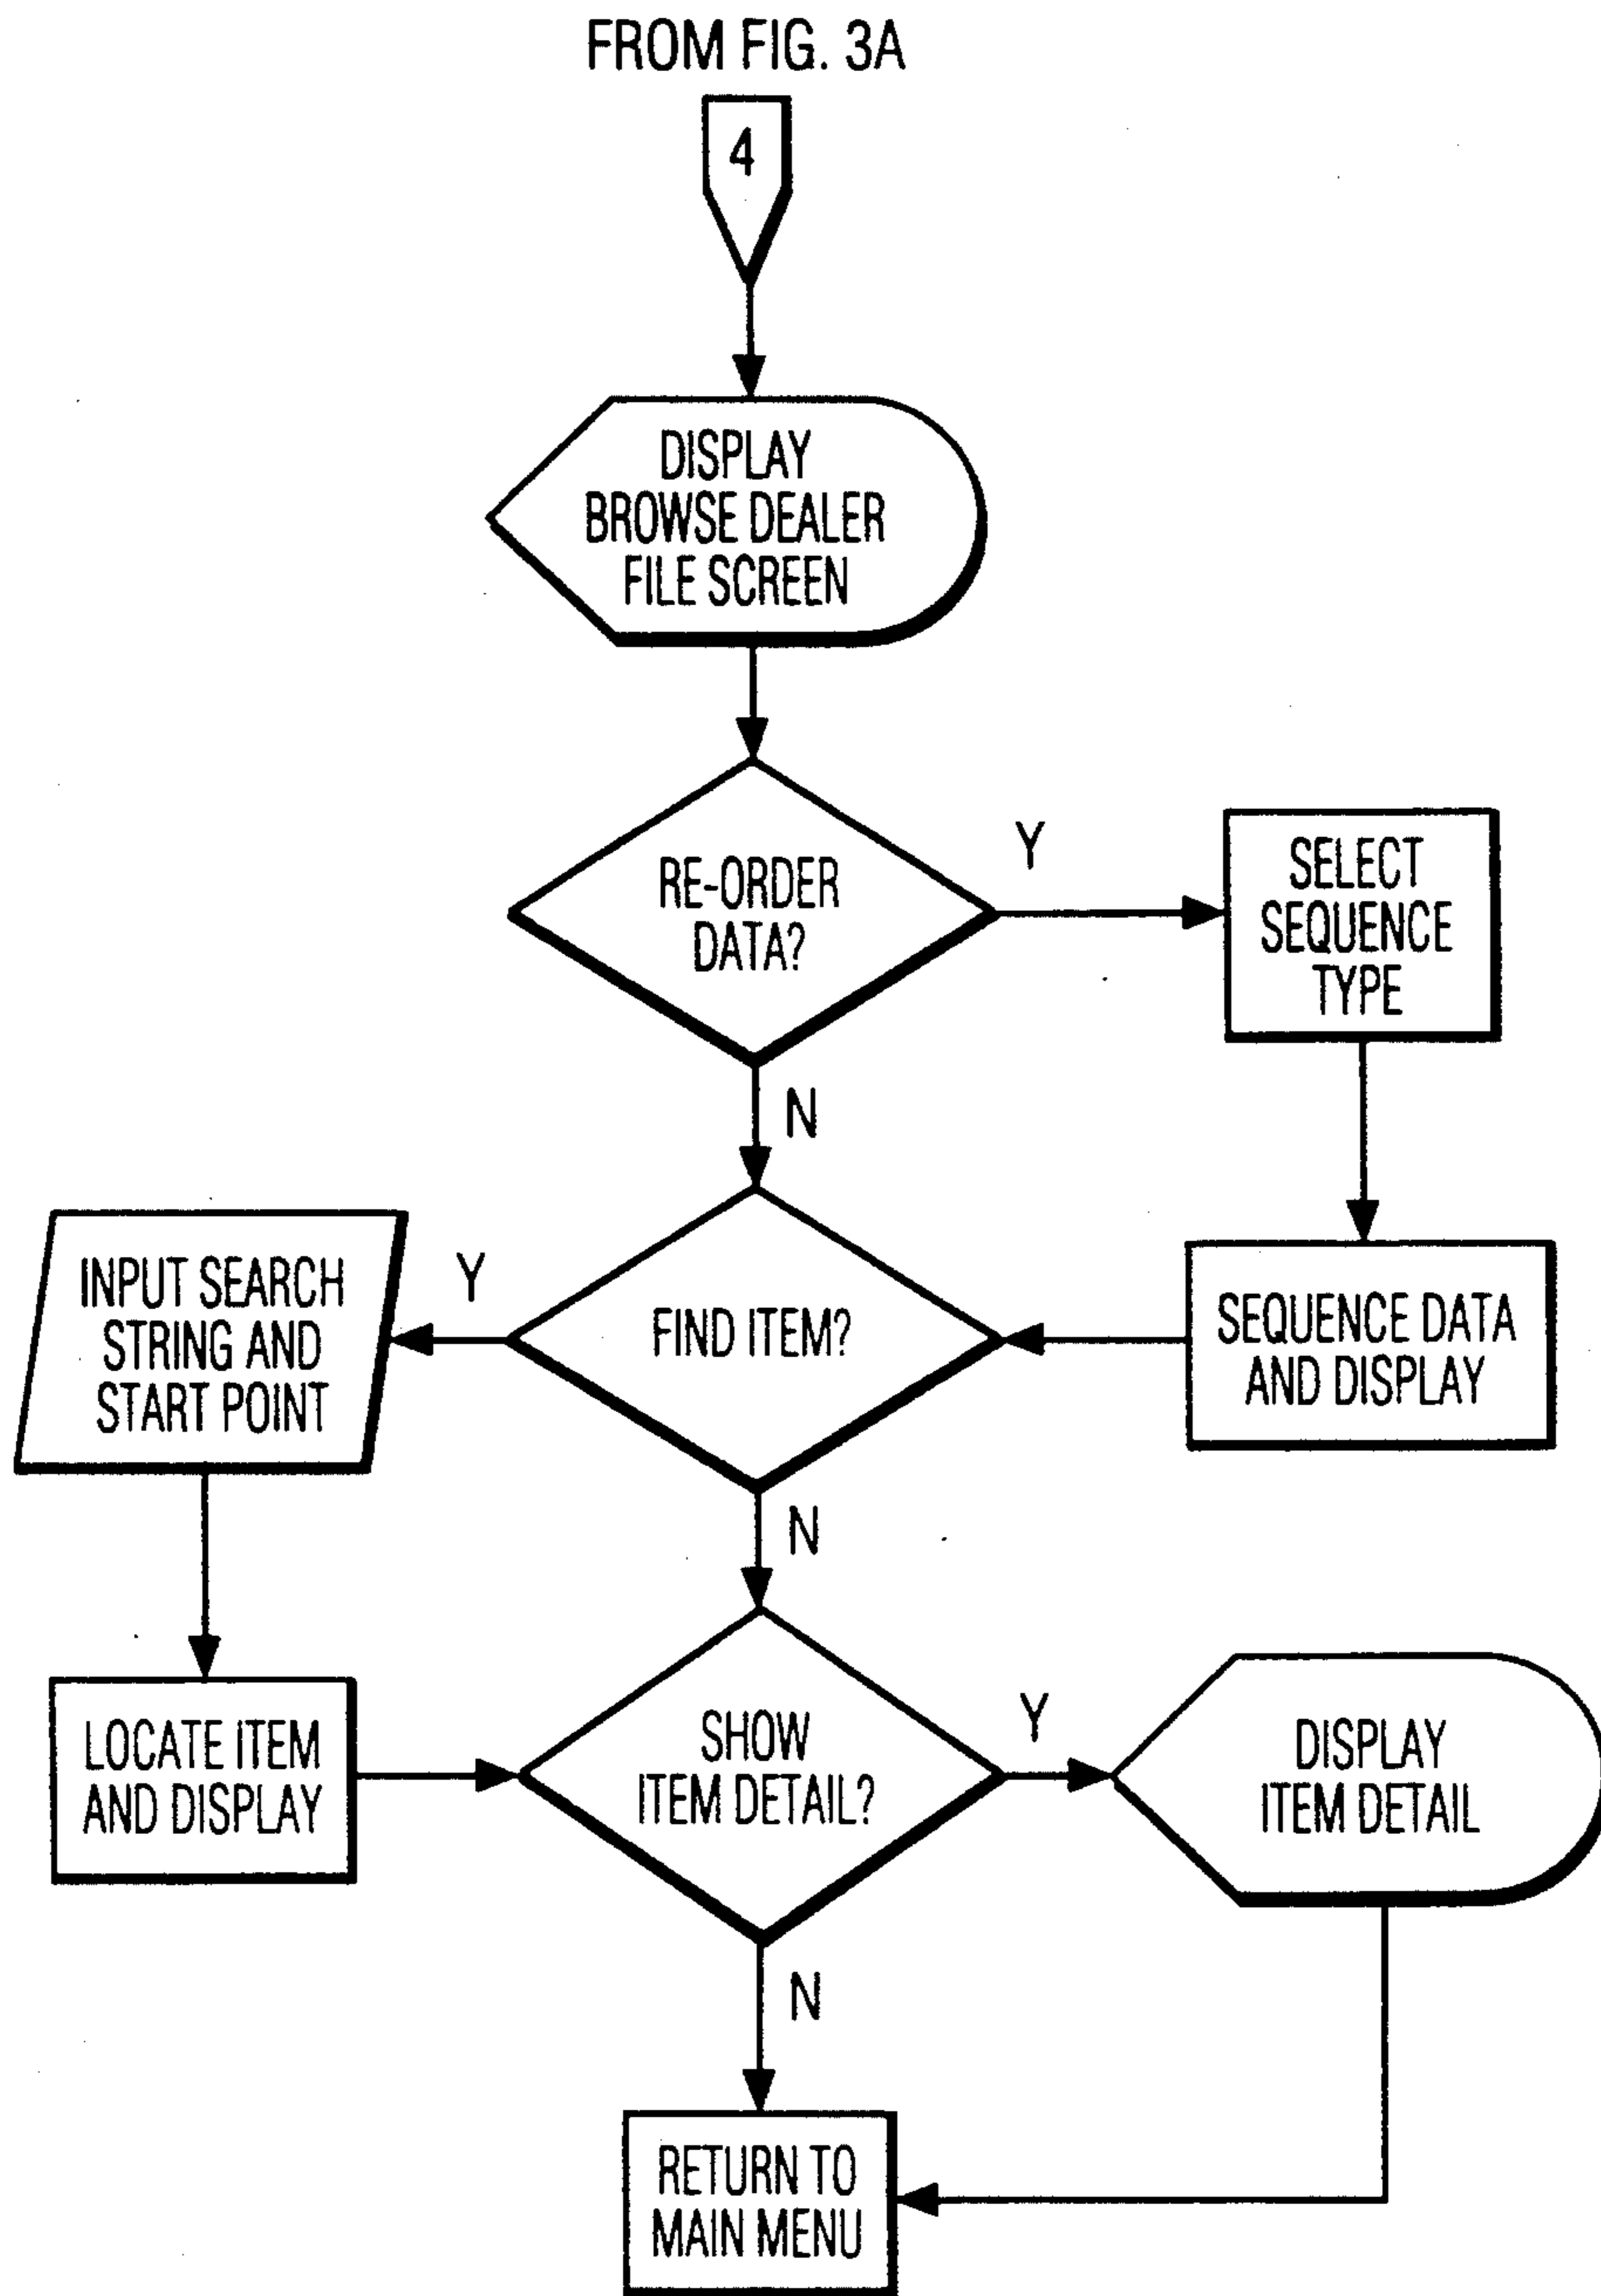 FROM FIG. 3A
4
DISPLAY
BROWSE DEALER
FILE SCREEN
RE-ORDER
DATA?
Y
SELECT
SEQUENCE
TYPE
N
INPUT SEARCH
STRING AND
START POINT
Y
FIND ITEM?
SEQUENCE DATA
AND DISPLAY
N
LOCATE ITEM
AND DISPLAY
SHOW
ITEM DETAIL?
Y
DISPLAY
ITEM DETAIL
N
RETURN TO
MAIN MENU